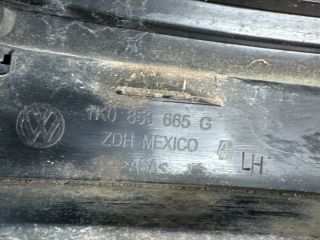 1K0 853 665 G
ZDH MEXICO
>ASA<
LH